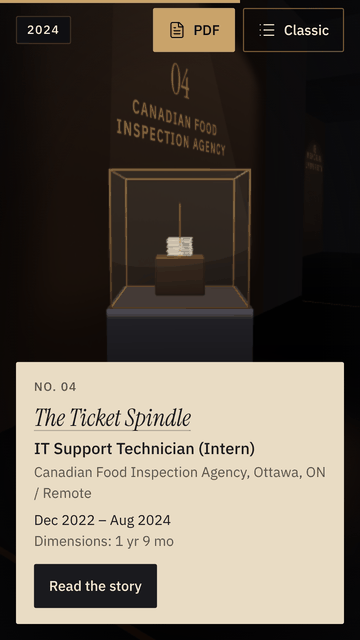 2024
PDF
Classic
04
CANADIAN FOOD
INSPECTION AGENCY
NO. 04
The Ticket Spindle
IT Support Technician (Intern)
Canadian Food Inspection Agency, Ottawa, ON
/ Remote
Dec 2022 – Aug 2024
Dimensions: 1 yr 9 mo
Read the story